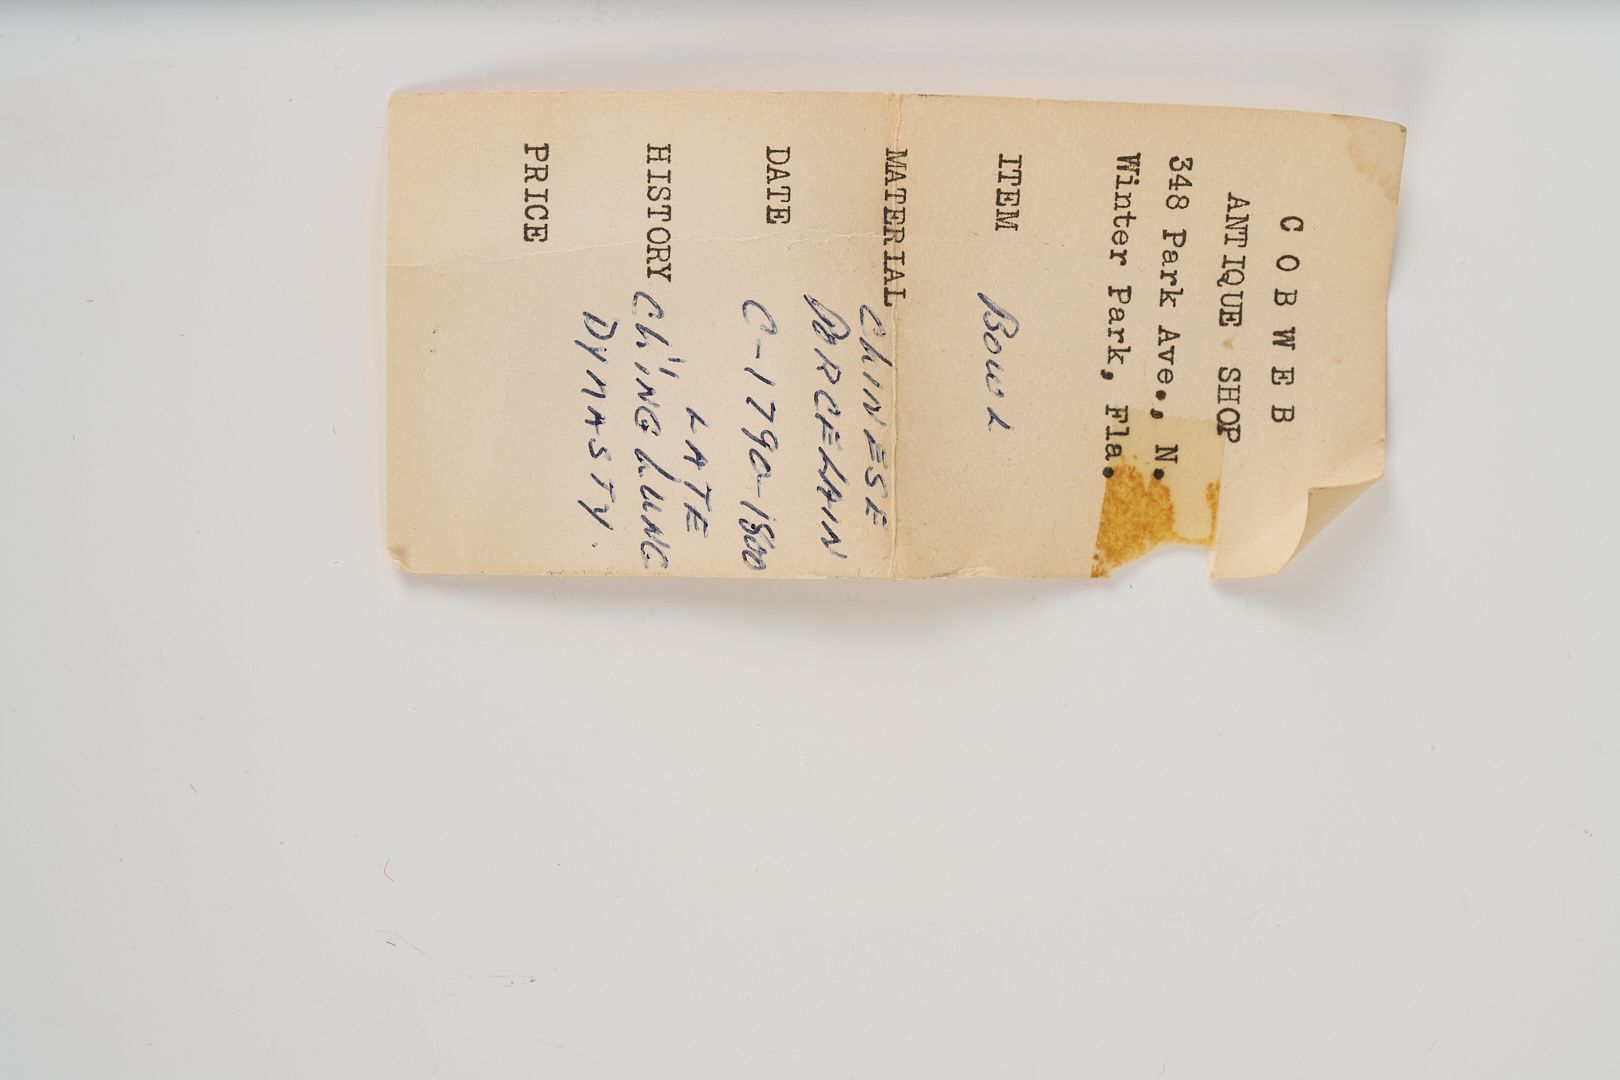 COBWEB
ANTIQUE SHOP
348 Park Ave., N.
Winter Park, Fla.
ITEM Bowl
MATERIAL CHINESE
PORCELAIN
DATE C-1790-1800
LATE
HISTORY Ch'ING LUNG
DYNASTY.
PRICE